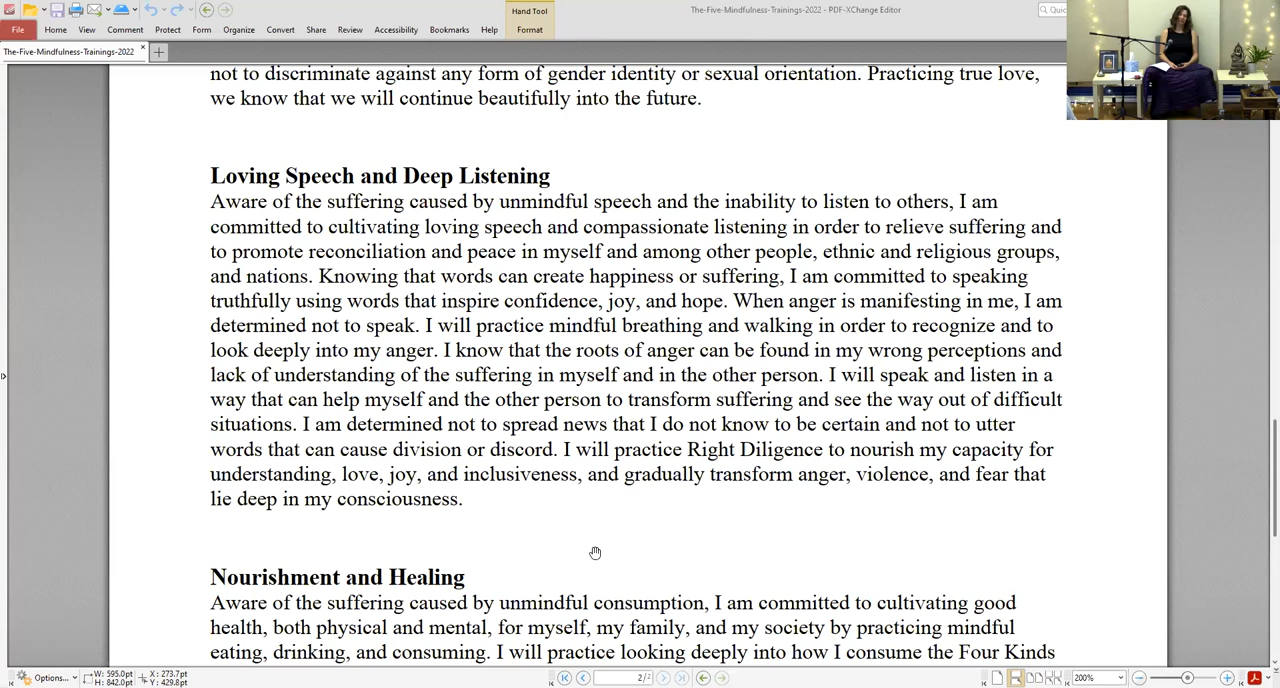 Hand Tool
The-Five-Mindfulness-Trainings-2022 - PDF-XChange Editor
File Home View Comment Protect Form Organize Convert Share Review Accessibility Bookmarks Help Format
The-Five-Mindfulness-Trainings-2022
not to discriminate against any form of gender identity or sexual orientation. Practicing true love,
we know that we will continue beautifully into the future.
Loving Speech and Deep Listening
Aware of the suffering caused by unmindful speech and the inability to listen to others, I am
committed to cultivating loving speech and compassionate listening in order to relieve suffering and
to promote reconciliation and peace in myself and among other people, ethnic and religious groups,
and nations. Knowing that words can create happiness or suffering, I am committed to speaking
truthfully using words that inspire confidence, joy, and hope. When anger is manifesting in me, I am
determined not to speak. I will practice mindful breathing and walking in order to recognize and to
look deeply into my anger. I know that the roots of anger can be found in my wrong perceptions and
lack of understanding of the suffering in myself and in the other person. I will speak and listen in a
way that can help myself and the other person to transform suffering and see the way out of difficult
situations. I am determined not to spread news that I do not know to be certain and not to utter
words that can cause division or discord. I will practice Right Diligence to nourish my capacity for
understanding, love, joy, and inclusiveness, and gradually transform anger, violence, and fear that
lie deep in my consciousness.
Nourishment and Healing
Aware of the suffering caused by unmindful consumption, I am committed to cultivating good
health, both physical and mental, for myself, my family, and my society by practicing mindful
eating, drinking, and consuming. I will practice looking deeply into how I consume the Four Kinds
Options... W: 595.0pt X: 273.7pt 2/2 200%
H: 842.0pt Y: 429.8pt